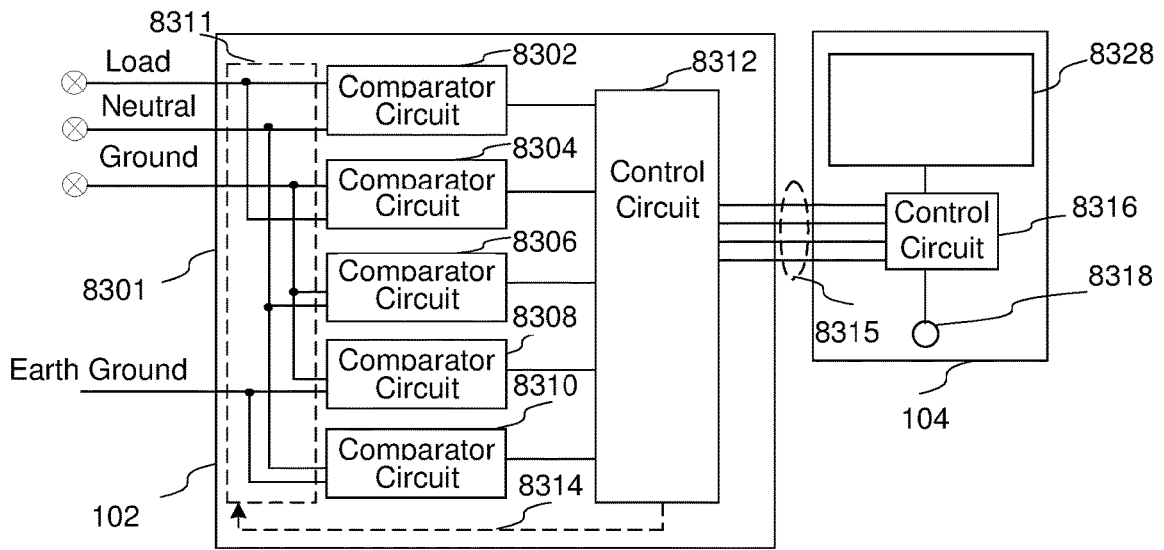 8311
Load
Neutral
Ground
8301
Earth Ground
102
8302
Comparator
Circuit
8304
Comparator
Circuit
8306
Comparator
Circuit
8308
Comparator
Circuit
8310
Comparator
Circuit
8314
8312
Control
Circuit
8315
8328
Control
Circuit
8316
8318
104